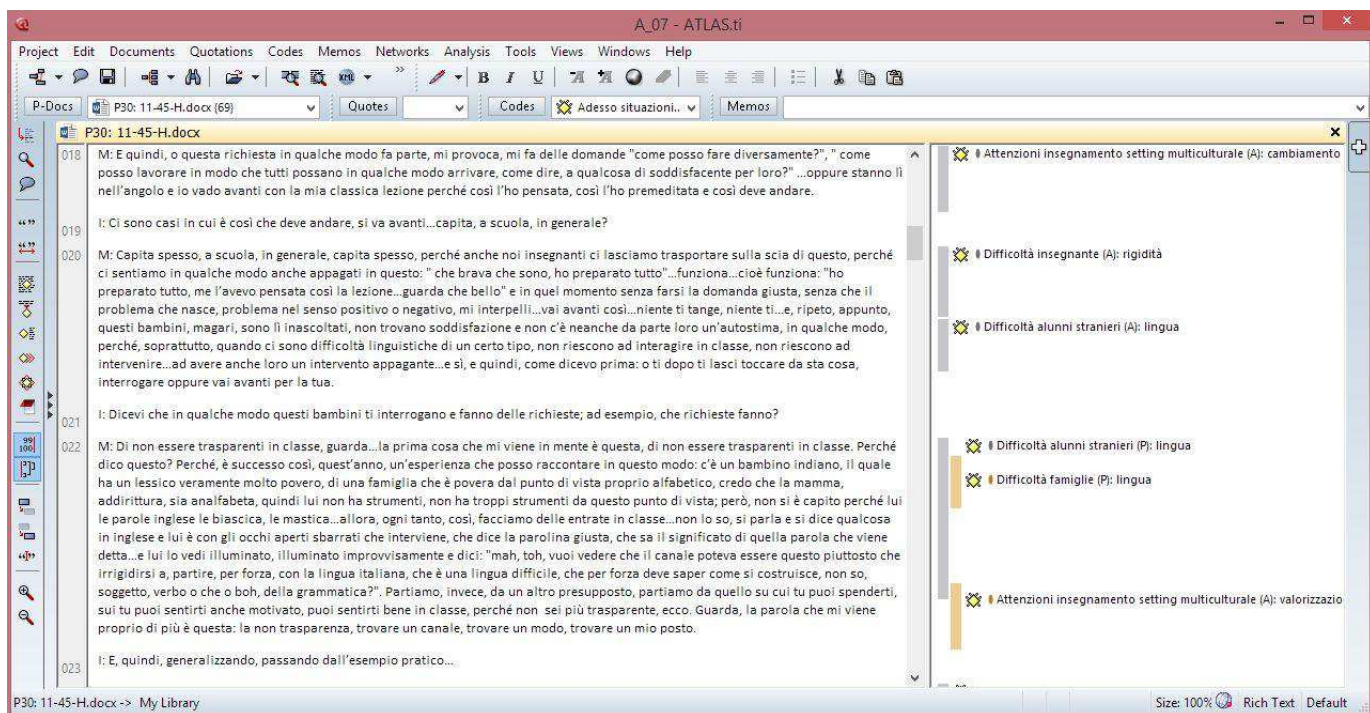 A_07 - ATLAS.ti
Project Edit Documents Quotations Codes Memos Networks Analysis Tools Views Windows Help
XML » B I U A A
P-Docs P30: 11-45-H.docx (69) Quotes Codes Adesso situazioni.. Memos
P30: 11-45-H.docx
018 M: E quindi, o questa richiesta in qualche modo fa parte, mi provoca, mi fa delle domande "come posso fare diversamente?", " come
posso lavorare in modo che tutti possano in qualche modo arrivare, come dire, a qualcosa di soddisfacente per loro?" ...oppure stanno lì
nell'angolo e io vado avanti con la mia classica lezione perché così l'ho pensata, così l'ho premeditata e così deve andare.
019 I: Ci sono casi in cui è così che deve andare, si va avanti...capita, a scuola, in generale?
020 M: Capita spesso, a scuola, in generale, capita spesso, perché anche noi insegnanti ci lasciamo trasportare sulla scia di questo, perché
ci sentiamo in qualche modo anche appagati in questo: " che brava che sono, ho preparato tutto"...funziona...cioè funziona: "ho
preparato tutto, me l'avevo pensata così la lezione...guarda che bello" e in quel momento senza farsi la domanda giusta, senza che il
problema che nasce, problema nel senso positivo o negativo, mi interpelli...vai avanti così...niente ti tange, niente ti...e, ripeto, appunto,
questi bambini, magari, sono lì inascoltati, non trovano soddisfazione e non c'è neanche da parte loro un'autostima, in qualche modo,
perché, soprattutto, quando ci sono difficoltà linguistiche di un certo tipo, non riescono ad interagire in classe, non riescono ad
intervenire...ad avere anche loro un intervento appagante...e sì, e quindi, come dicevo prima: o ti dopo ti lasci toccare da sta cosa,
interrogare oppure vai avanti per la tua.
021 I: Dicevi che in qualche modo questi bambini ti interrogano e fanno delle richieste; ad esempio, che richieste fanno?
022 M: Di non essere trasparenti in classe, guarda...la prima cosa che mi viene in mente è questa, di non essere trasparenti in classe. Perché
dico questo? Perché, è successo così, quest'anno, un'esperienza che posso raccontare in questo modo: c'è un bambino indiano, il quale
ha un lessico veramente molto povero, di una famiglia che è povera dal punto di vista proprio alfabetico, credo che la mamma,
addirittura, sia analfabeta, quindi lui non ha strumenti, non ha troppi strumenti da questo punto di vista; però, non si è capito perché lui
le parole inglese le biascica, le mastica...allora, ogni tanto, così, facciamo delle entrate in classe...non lo so, si parla e si dice qualcosa
in inglese e lui è con gli occhi aperti sbarrati che interviene, che dice la parolina giusta, che sa il significato di quella parola che viene
detta...e lui lo vedi illuminato, illuminato improvvisamente e dici: "mah, toh, vuoi vedere che il canale poteva essere questo piuttosto che
irrigidirsi a, partire, per forza, con la lingua italiana, che è una lingua difficile, che per forza deve saper come si costruisce, non so,
soggetto, verbo o che o boh, della grammatica?". Partiamo, invece, da un altro presupposto, partiamo da quello su cui tu puoi spenderti,
sui tu puoi sentirti anche motivato, puoi sentirti bene in classe, perché non sei più trasparente, ecco. Guarda, la parola che mi viene
proprio di più è questa: la non trasparenza, trovare un canale, trovare un modo, trovare un mio posto.
023 I: E, quindi, generalizzando, passando dall'esempio pratico...
Attenzioni insegnamento setting multiculturale (A): cambiamento
Difficoltà insegnante (A): rigidità
Difficoltà alunni stranieri (A): lingua
Difficoltà alunni stranieri (P): lingua
Difficoltà famiglie (P): lingua
Attenzioni insegnamento setting multiculturale (A): valorizzazio
P30: 11-45-H.docx -> My Library Size: 100% Rich Text Default